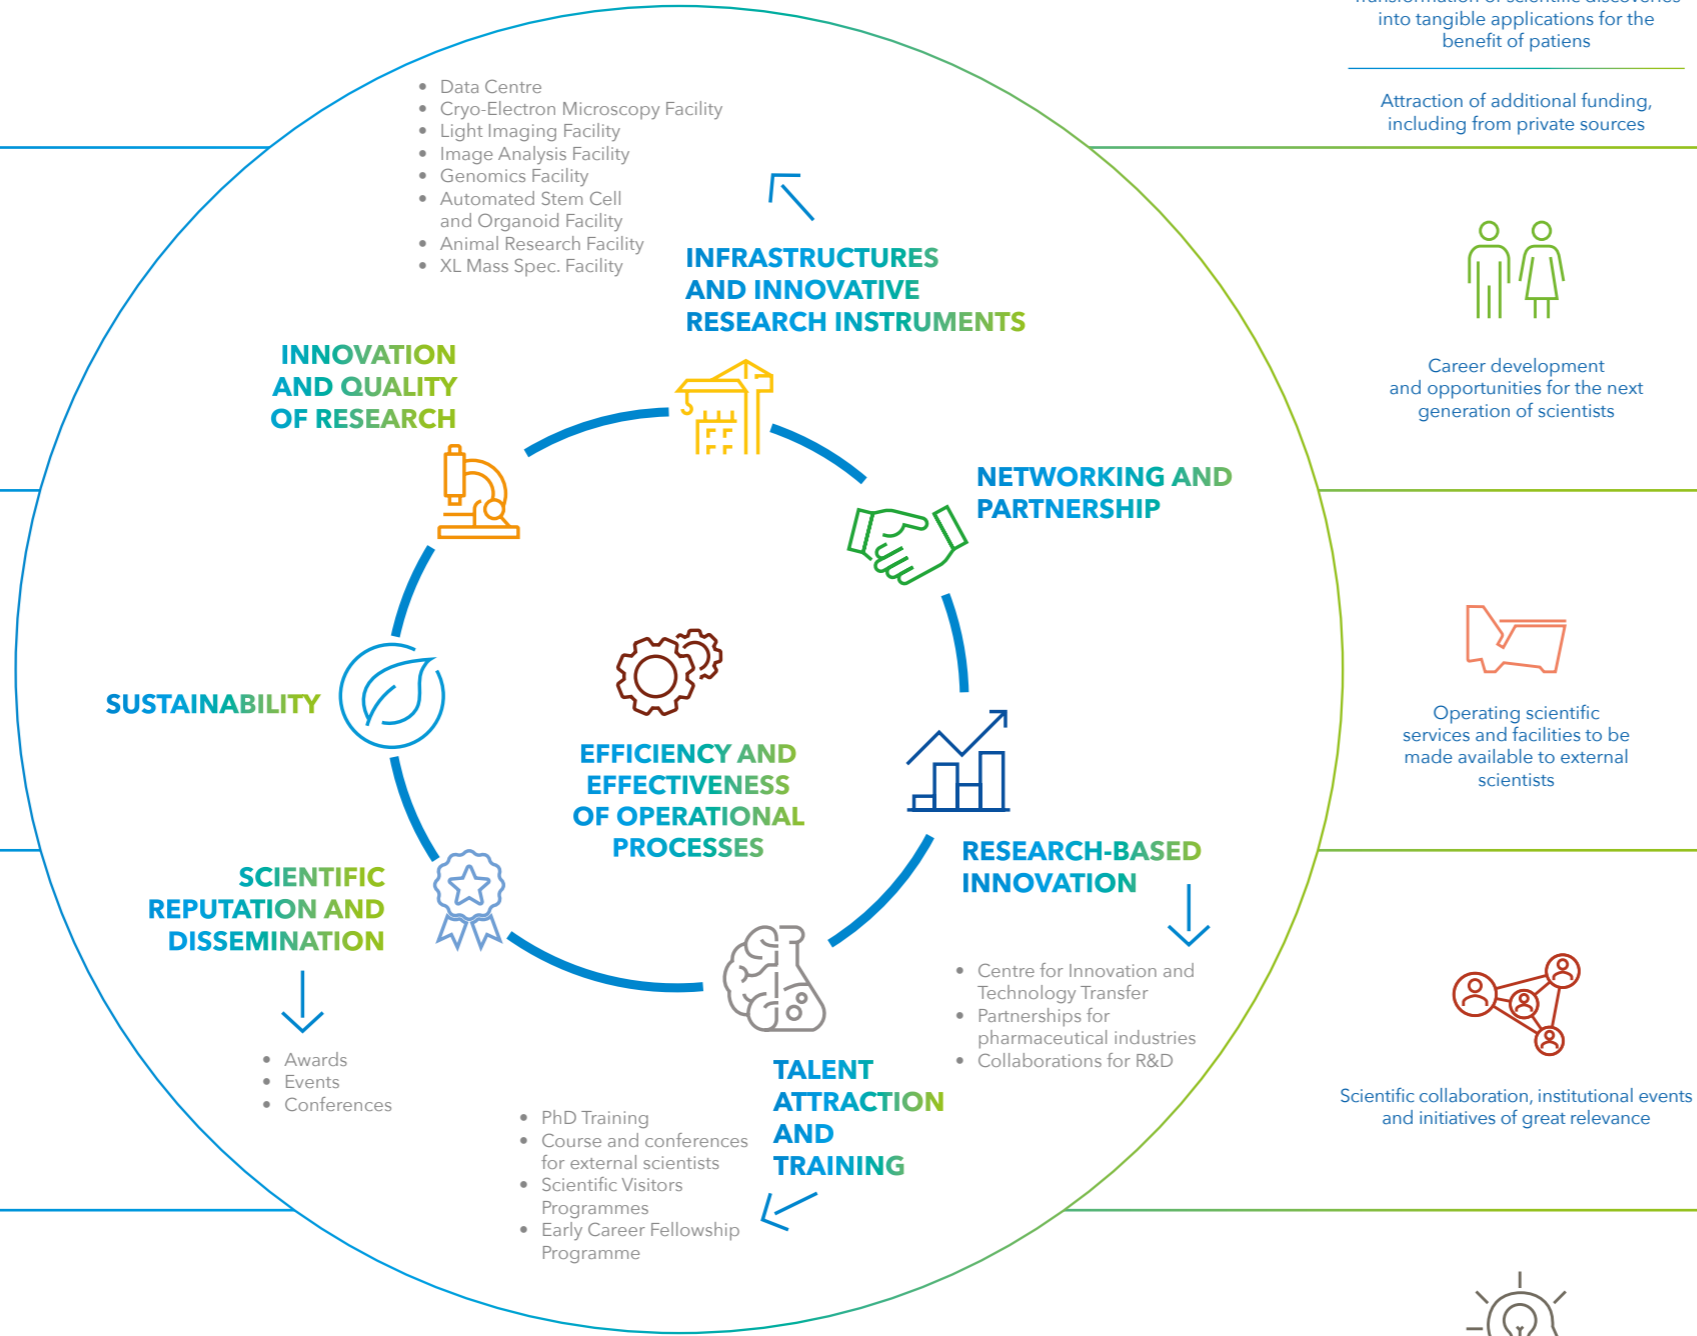 Transformation of scientific discoveries
into tangible applications for the
benefit of patiens
Attraction of additional funding,
including from private sources
• Data Centre
• Cryo-Electron Microscopy Facility
• Light Imaging Facility
• Image Analysis Facility
• Genomics Facility
• Automated Stem Cell
and Organoid Facility
• Animal Research Facility
• XL Mass Spec. Facility
INFRASTRUCTURES
AND INNOVATIVE
RESEARCH INSTRUMENTS
INNOVATION
AND QUALITY
OF RESEARCH
NETWORKING AND
PARTNERSHIP
SUSTAINABILITY
EFFICIENCY AND
EFFECTIVENESS
OF OPERATIONAL
PROCESSES
RESEARCH-BASED
INNOVATION
• Centre for Innovation and
Technology Transfer
• Partnerships for
pharmaceutical industries
• Collaborations for R&D
SCIENTIFIC
REPUTATION AND
DISSEMINATION
• Awards
• Events
• Conferences
TALENT
ATTRACTION
AND
TRAINING
• PhD Training
• Course and conferences
for external scientists
• Scientific Visitors
Programmes
• Early Career Fellowship
Programme
Career development
and opportunities for the next
generation of scientists
Operating scientific
services and facilities to be
made available to external
scientists
Scientific collaboration, institutional events
and initiatives of great relevance